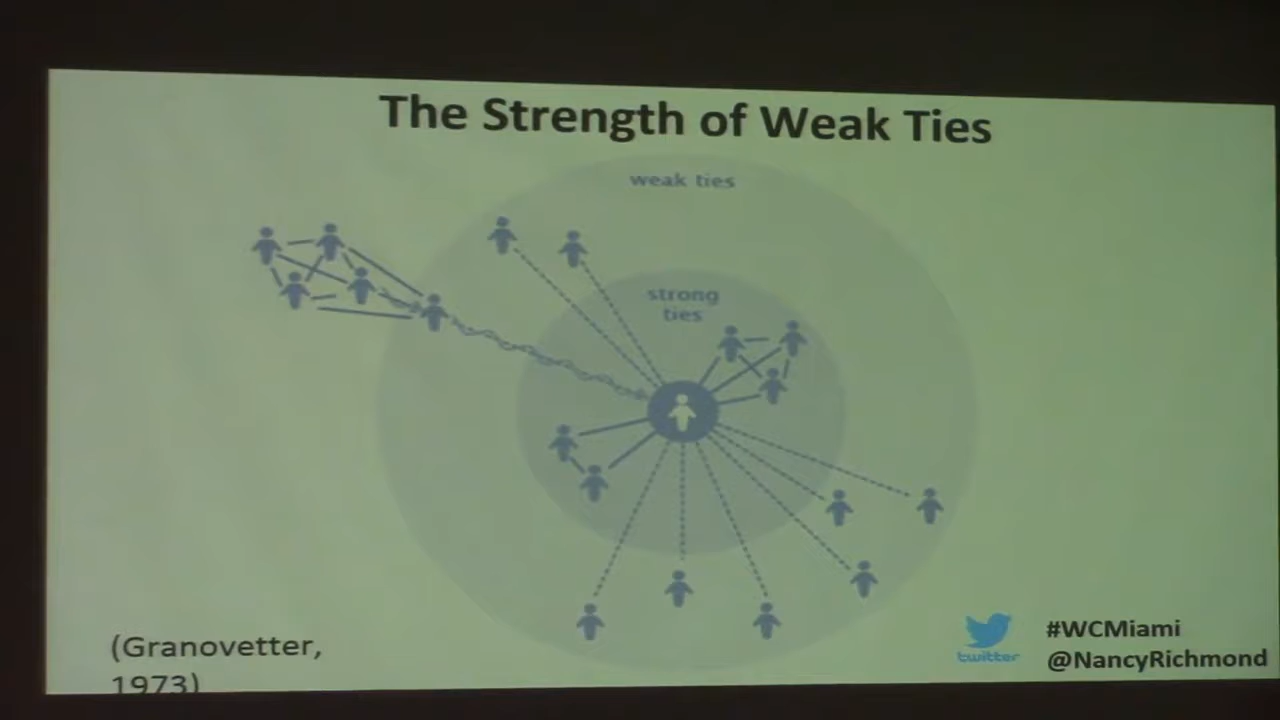 The Strength of Weak Ties
weak ties
strong
ties
(Granovetter,
1973)
twitter
#WCMiami
@NancyRichmond